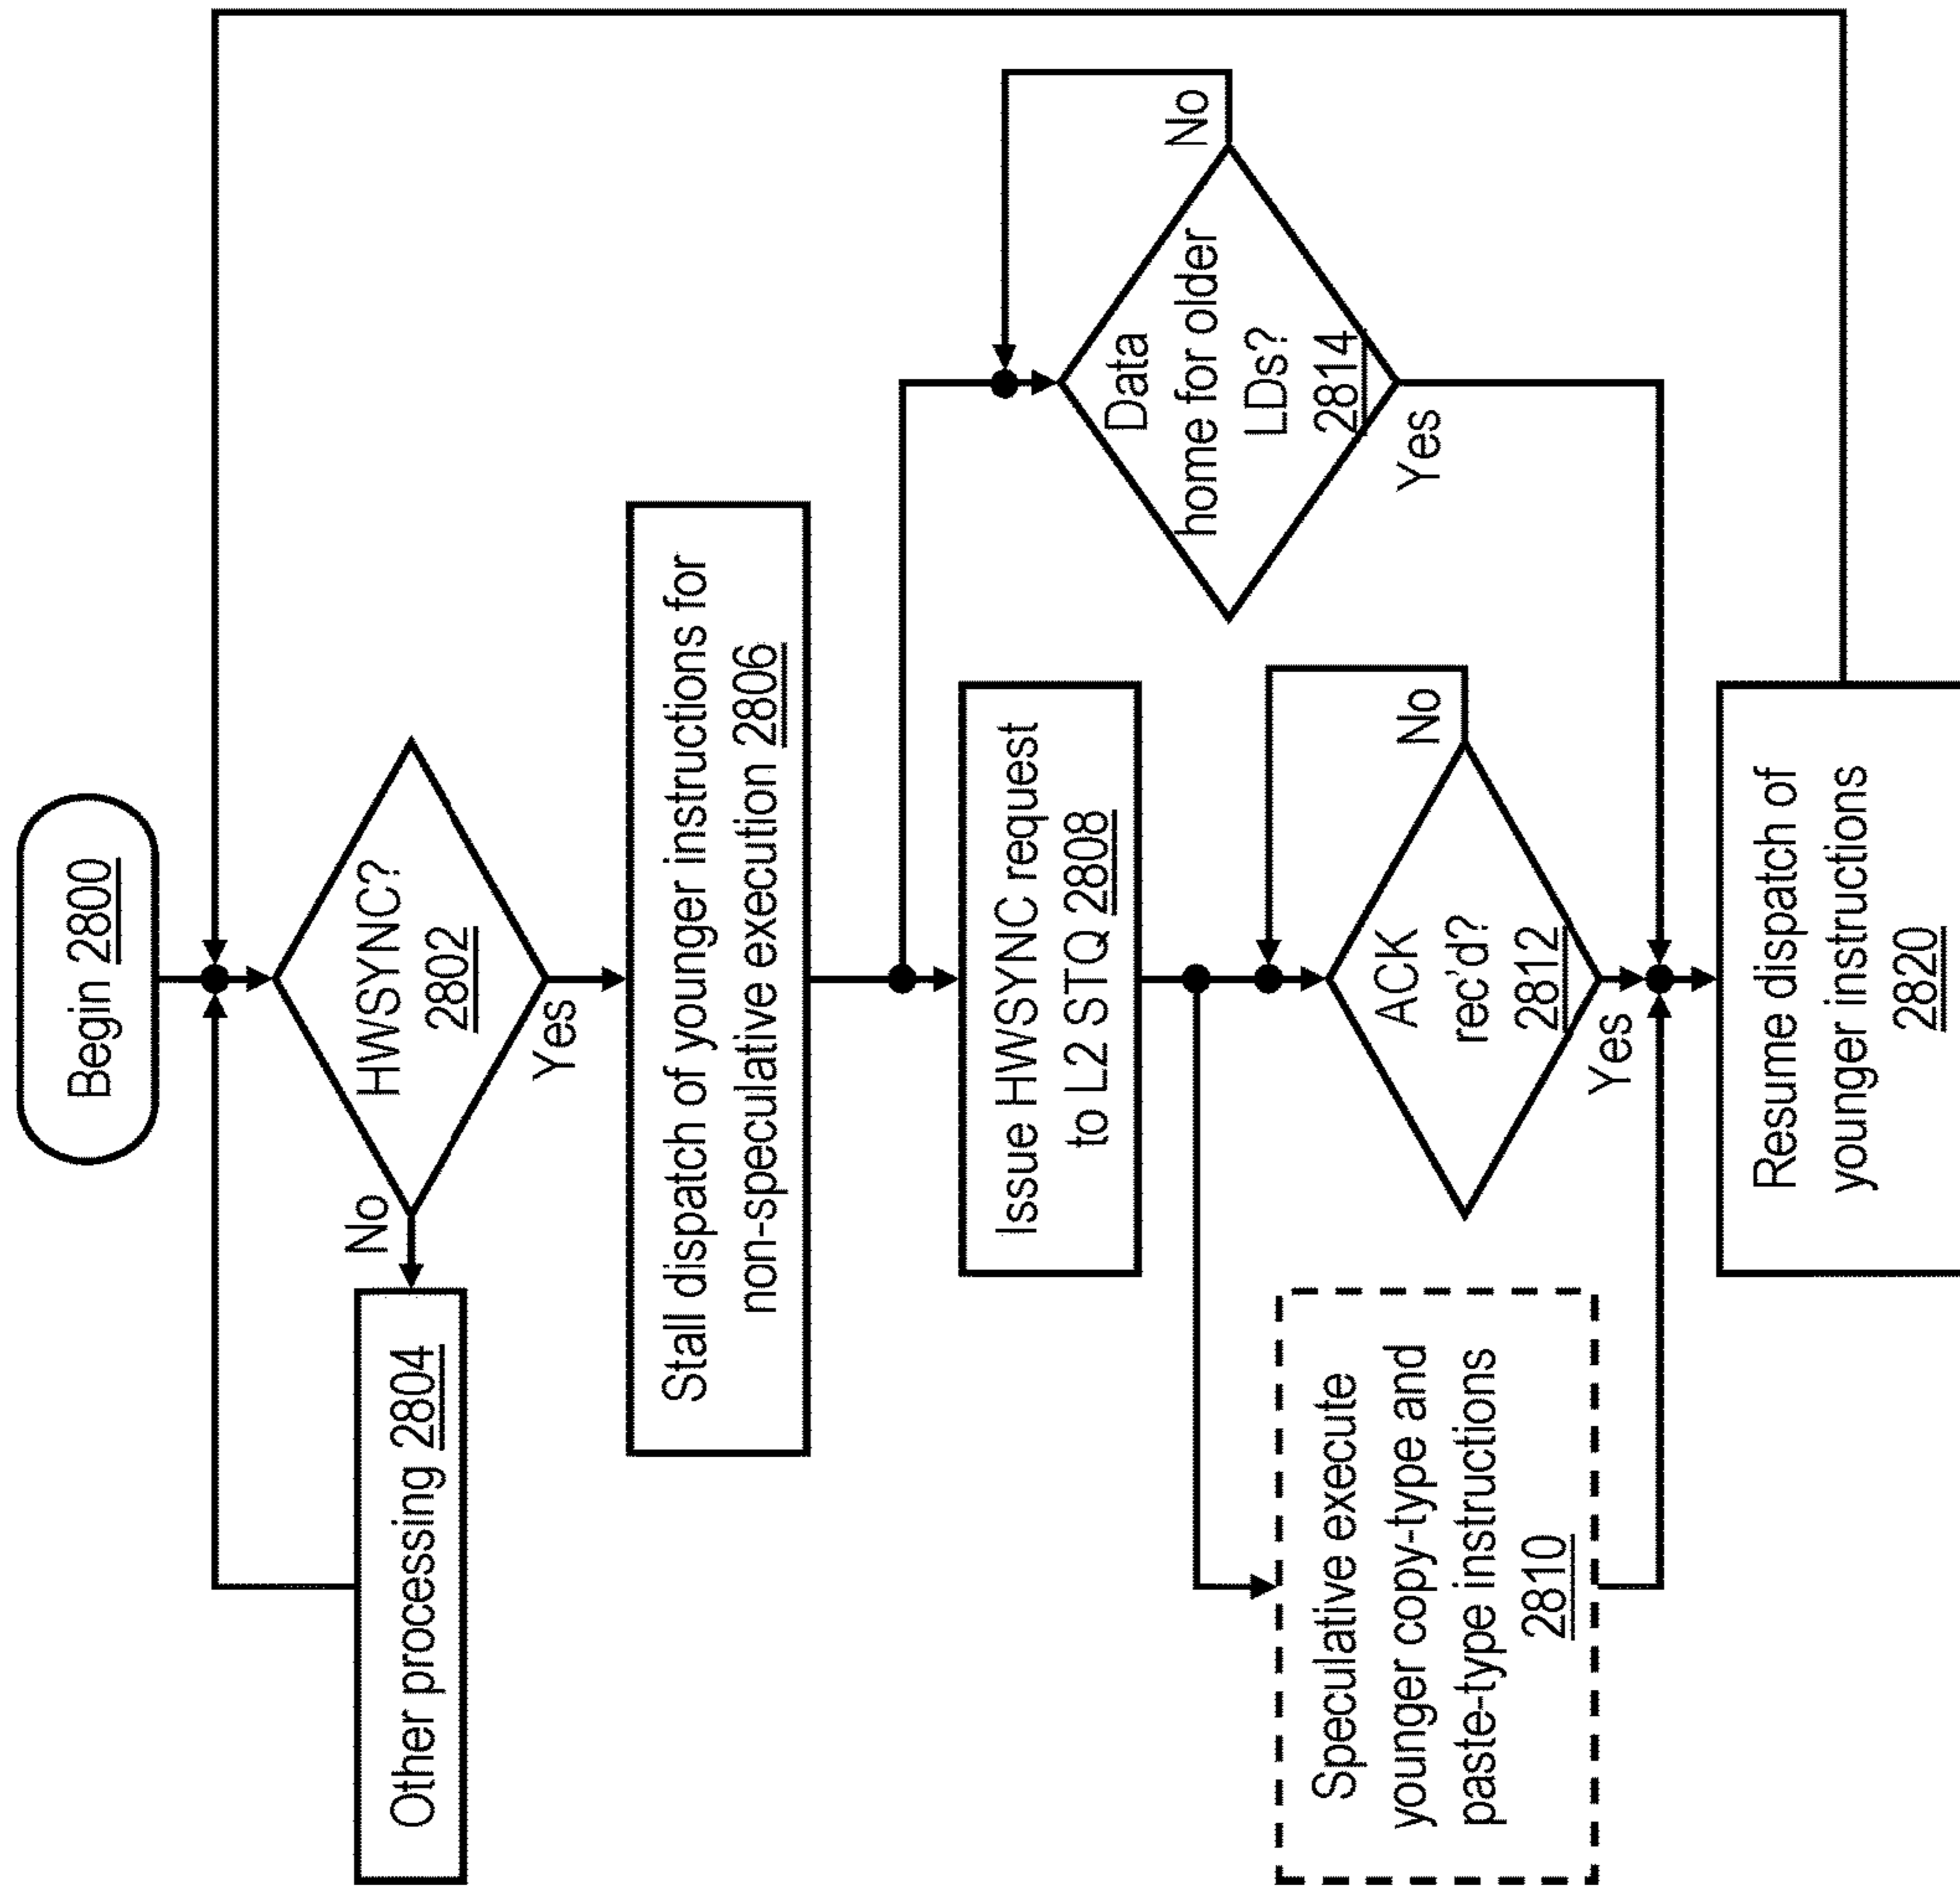 Begin 2800
HWSYNC?
2802
Yes
No
Other processing 2804
Stall dispatch of younger instructions for
non-speculative execution 2806
Issue HWSYNC request
to L2 STQ 2808
Data
home for older
LDs?
2814
No
Yes
ACK
rec'd?
2812
No
Yes
Speculative execute
younger copy-type and
paste-type instructions
2810
Resume dispatch of
younger instructions
2820